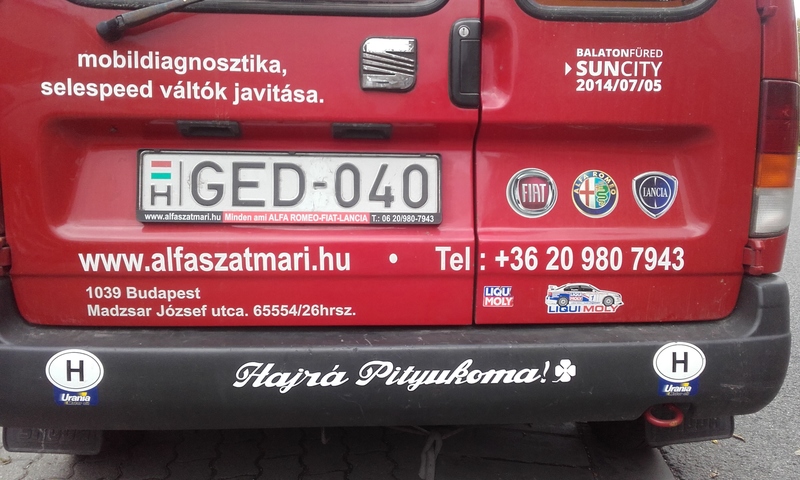 mobildiagnosztika,
selespeed váltók javitása.
BALATONFÜRED
SUNCITY
2014/07/05
H GED-040
www.alfaszatmari.hu Minden ami ALFA ROMEO-FIAT-LANCIA T.: 06 20/980-7943
FIAT
ALFA ROMEO
LANCIA
www.alfaszatmari.hu • Tel : +36 20 980 7943
1039 Budapest
Madzsar József utca. 65554/26hrsz.
LIQUI MOLY
LIQUI MOLY
H
Urania
Hajrá Pityukoma!
H
Urania